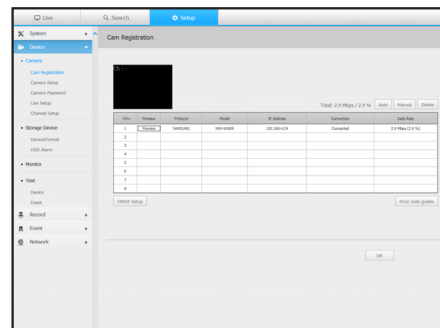 Live
Search
Setup
System
Device
Cam Registration
• Camera
Cam Registration
Camera Setup
Camera Password
Live Setup
Channel Setup
• Storage Device
Device/Format
HDD Alarm
• Monitor
• Text
Device
Event
Record
Event
Network
Ch : -
Total: 2.9 Mbps / 2.9 %
Auto
Manual
Delete
CH
Preview
Protocol
Model
IP Address
Connection
Data Rate
1
Preview
SAMSUNG
192.168.4.24
Connected
2.9 Mbps (2.9 %)
2
3
4
5
6
7
8
ONVIF Setup
Error code guides
OK